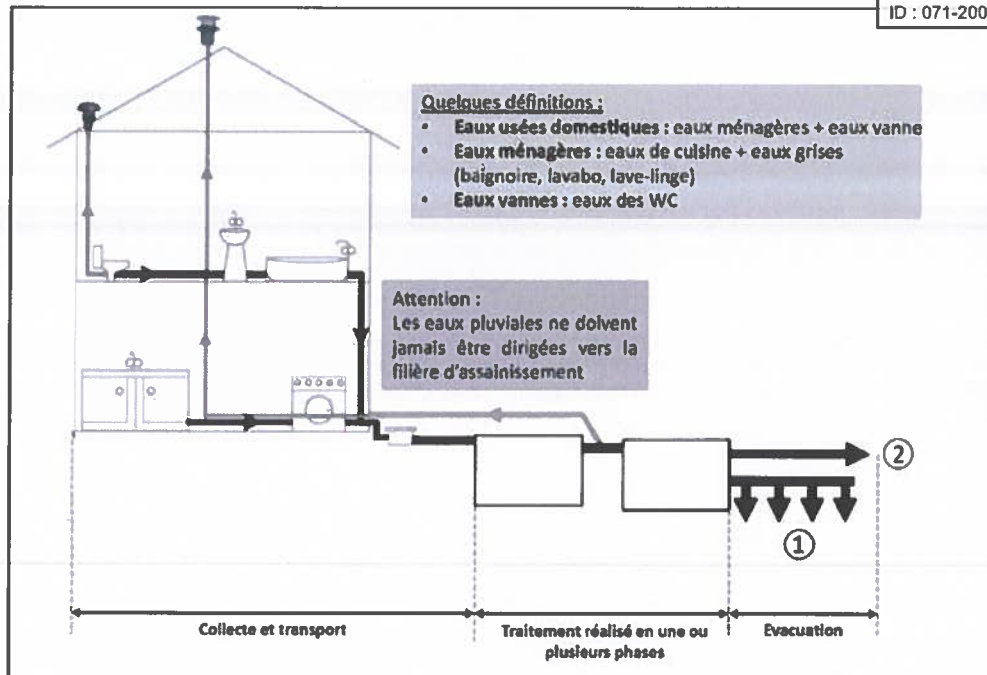 ID : 071-200
Quelques définitions :
• Eaux usées domestiques : eaux ménagères + eaux vanne
• Eaux ménagères : eaux de cuisine + eaux grises
(baignoire, lavabo, lave-linge)
• Eaux vannes : eaux des WC
Attention :
Les eaux pluviales ne doivent
jamais être dirigées vers la
filière d'assainissement
②
①
Collecte et transport
Traitement réalisé en une ou
plusieurs phases
Evacuation